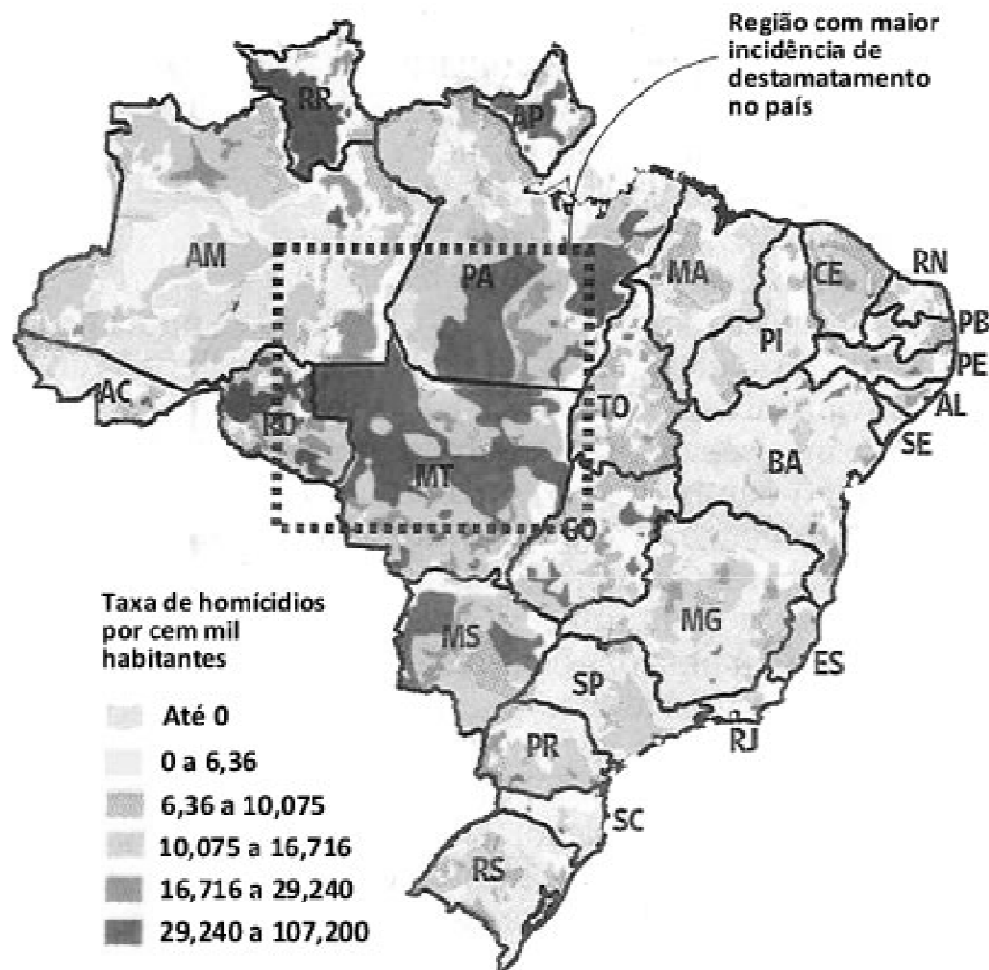 Região com maior
incidência de
destamatamento
no país
RR
AP
AM
PA
MA
CE
RN
PB
PE
PI
AC
RO
TO
AL
SE
MT
BA
GO
Taxa de homícidios
por cem mil
habitantes
MS
MG
ES
SP
RJ
PR
SC
RS
Até 0
0 a 6,36
6,36 a 10,075
10,075 a 16,716
16,716 a 29,240
29,240 a 107,200